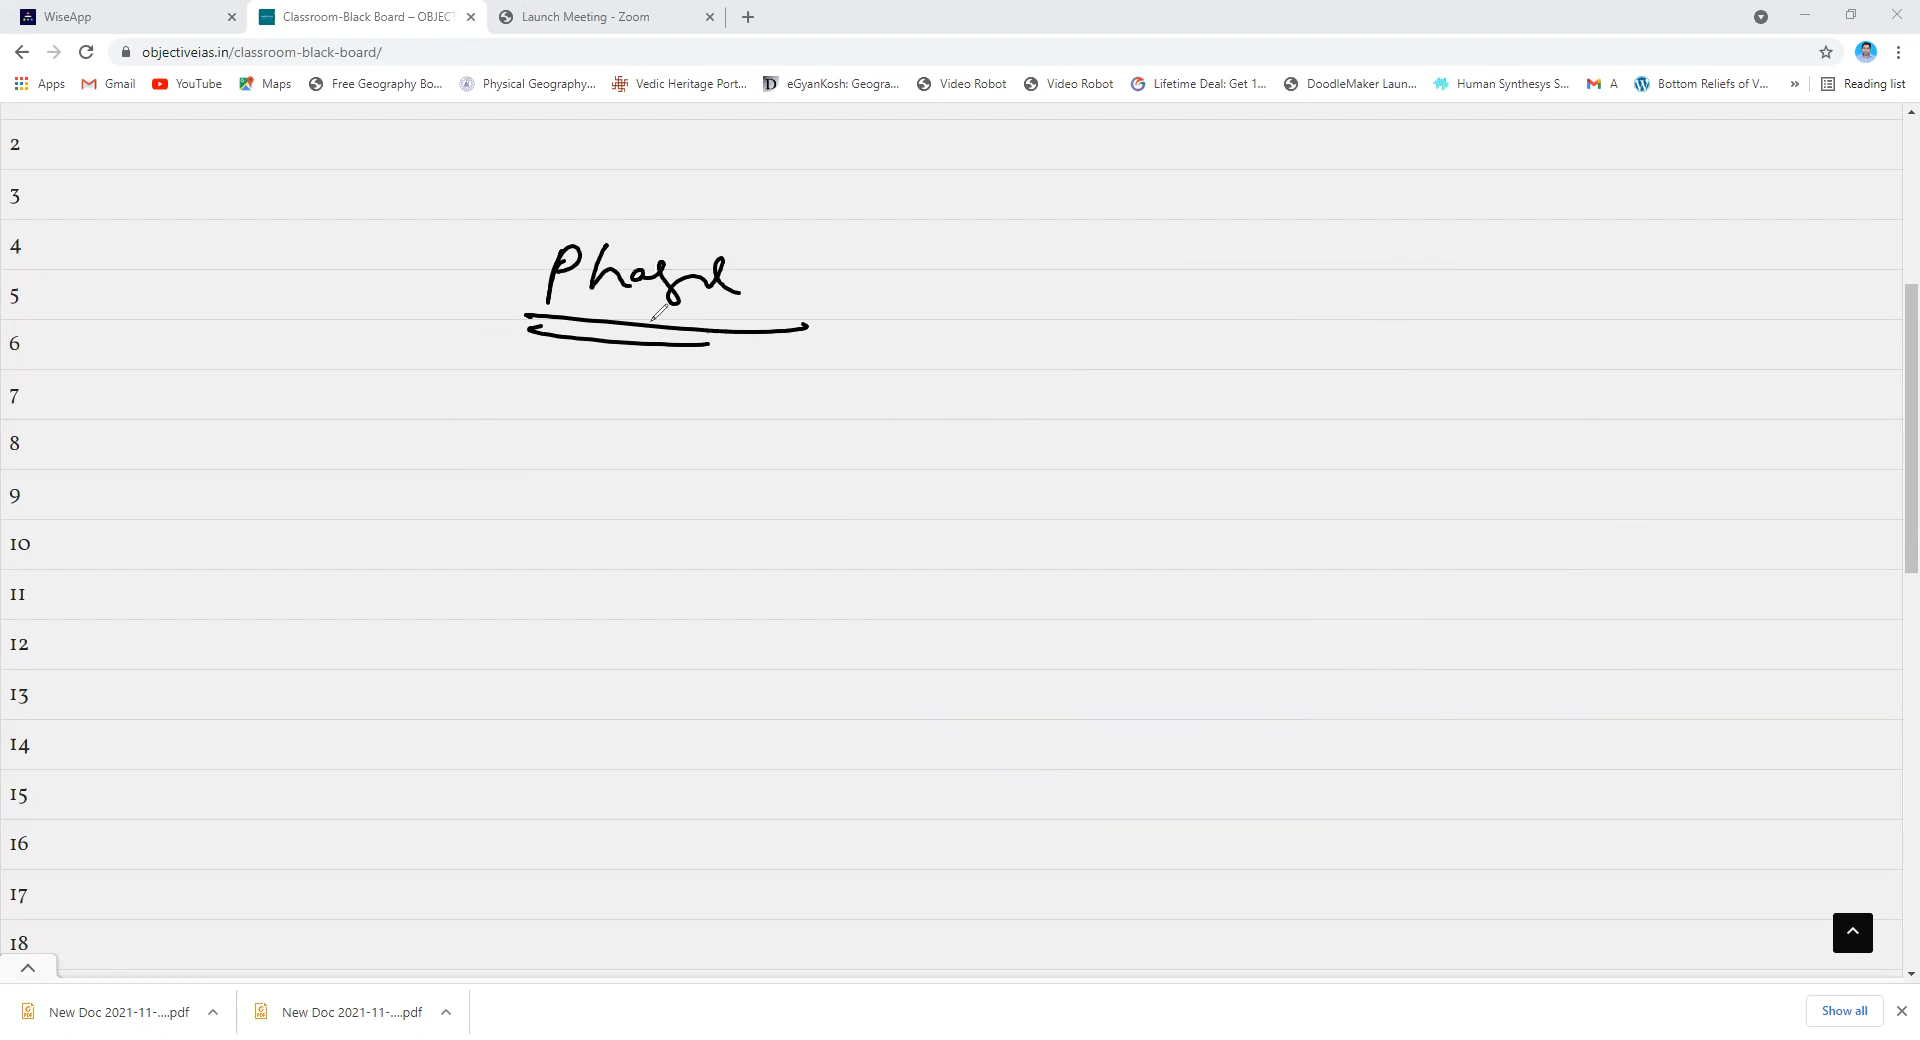 WiseApp
Classroom-Black Board – OBJECT
Launch Meeting - Zoom
objectiveias.in/classroom-black-board/
Apps
Gmail
YouTube
Maps
Free Geography Bo...
Physical Geography...
Vedic Heritage Port...
eGyanKosh: Geogra...
Video Robot
Video Robot
Lifetime Deal: Get 1...
DoodleMaker Laun...
Human Synthesys S...
A
Bottom Reliefs of V...
»
Reading list
2
3
4
5
6
7
8
9
10
11
12
13
14
15
16
17
18
New Doc 2021-11-....pdf
New Doc 2021-11-....pdf
Show all